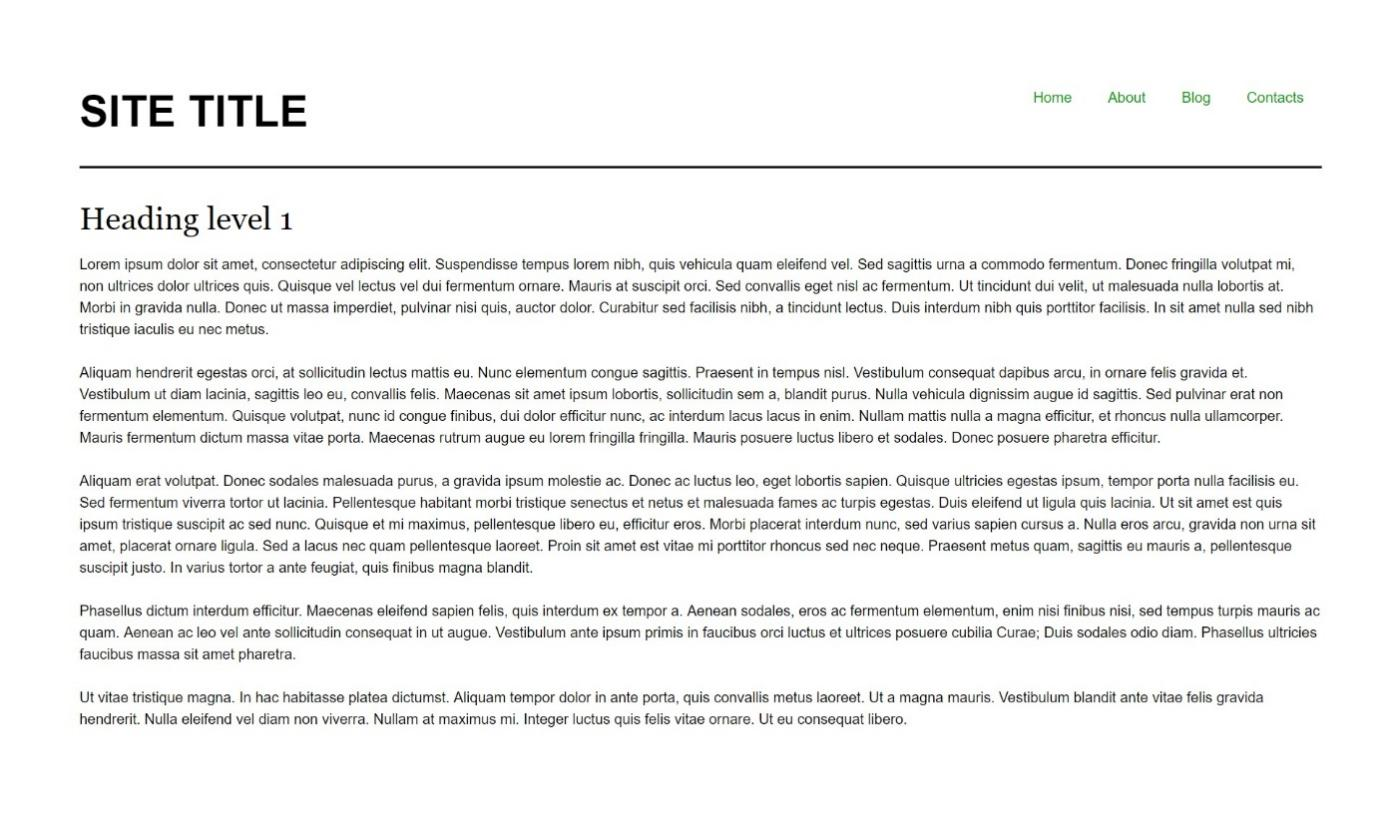 SITE TITLE
Home About Blog Contacts
Heading level 1
Lorem ipsum dolor sit amet, consectetur adipiscing elit. Suspendisse tempus lorem nibh, quis vehicula quam eleifend vel. Sed sagittis urna a commodo fermentum. Donec fringilla volutpat mi,
non ultrices dolor ultrices quis. Quisque vel lectus vel dui fermentum ornare. Mauris at suscipit orci. Sed convallis eget nisl ac fermentum. Ut tincidunt dui velit, ut malesuada nulla lobortis at.
Morbi in gravida nulla. Donec ut massa imperdiet, pulvinar nisi quis, auctor dolor. Curabitur sed facilisis nibh, a tincidunt lectus. Duis interdum nibh quis porttitor facilisis. In sit amet nulla sed nibh
tristique iaculis eu nec metus.
Aliquam hendrerit egestas orci, at sollicitudin lectus mattis eu. Nunc elementum congue sagittis. Praesent in tempus nisl. Vestibulum consequat dapibus arcu, in ornare felis gravida et.
Vestibulum ut diam lacinia, sagittis leo eu, convallis felis. Maecenas sit amet ipsum lobortis, sollicitudin sem a, blandit purus. Nulla vehicula dignissim augue id sagittis. Sed pulvinar erat non
fermentum elementum. Quisque volutpat, nunc id congue finibus, dui dolor efficitur nunc, ac interdum lacus lacus in enim. Nullam mattis nulla a magna efficitur, et rhoncus nulla ullamcorper.
Mauris fermentum dictum massa vitae porta. Maecenas rutrum augue eu lorem fringilla fringilla. Mauris posuere luctus libero et sodales. Donec posuere pharetra efficitur.
Aliquam erat volutpat. Donec sodales malesuada purus, a gravida ipsum molestie ac. Donec ac luctus leo, eget lobortis sapien. Quisque ultricies egestas ipsum, tempor porta nulla facilisis eu.
Sed fermentum viverra tortor ut lacinia. Pellentesque habitant morbi tristique senectus et netus et malesuada fames ac turpis egestas. Duis eleifend ut ligula quis lacinia. Ut sit amet est quis
ipsum tristique suscipit ac sed nunc. Quisque et mi maximus, pellentesque libero eu, efficitur eros. Morbi placerat interdum nunc, sed varius sapien cursus a. Nulla eros arcu, gravida non urna sit
amet, placerat ornare ligula. Sed a lacus nec quam pellentesque laoreet. Proin sit amet est vitae mi porttitor rhoncus sed nec neque. Praesent metus quam, sagittis eu mauris a, pellentesque
suscipit justo. In varius tortor a ante feugiat, quis finibus magna blandit.
Phasellus dictum interdum efficitur. Maecenas eleifend sapien felis, quis interdum ex tempor a. Aenean sodales, eros ac fermentum elementum, enim nisi finibus nisi, sed tempus turpis mauris ac
quam. Aenean ac leo vel ante sollicitudin consequat in ut augue. Vestibulum ante ipsum primis in faucibus orci luctus et ultrices posuere cubilia Curae; Duis sodales odio diam. Phasellus ultricies
faucibus massa sit amet pharetra.
Ut vitae tristique magna. In hac habitasse platea dictumst. Aliquam tempor dolor in ante porta, quis convallis metus laoreet. Ut a magna mauris. Vestibulum blandit ante vitae felis gravida
hendrerit. Nulla eleifend vel diam non viverra. Nullam at maximus mi. Integer luctus quis felis vitae ornare. Ut eu consequat libero.